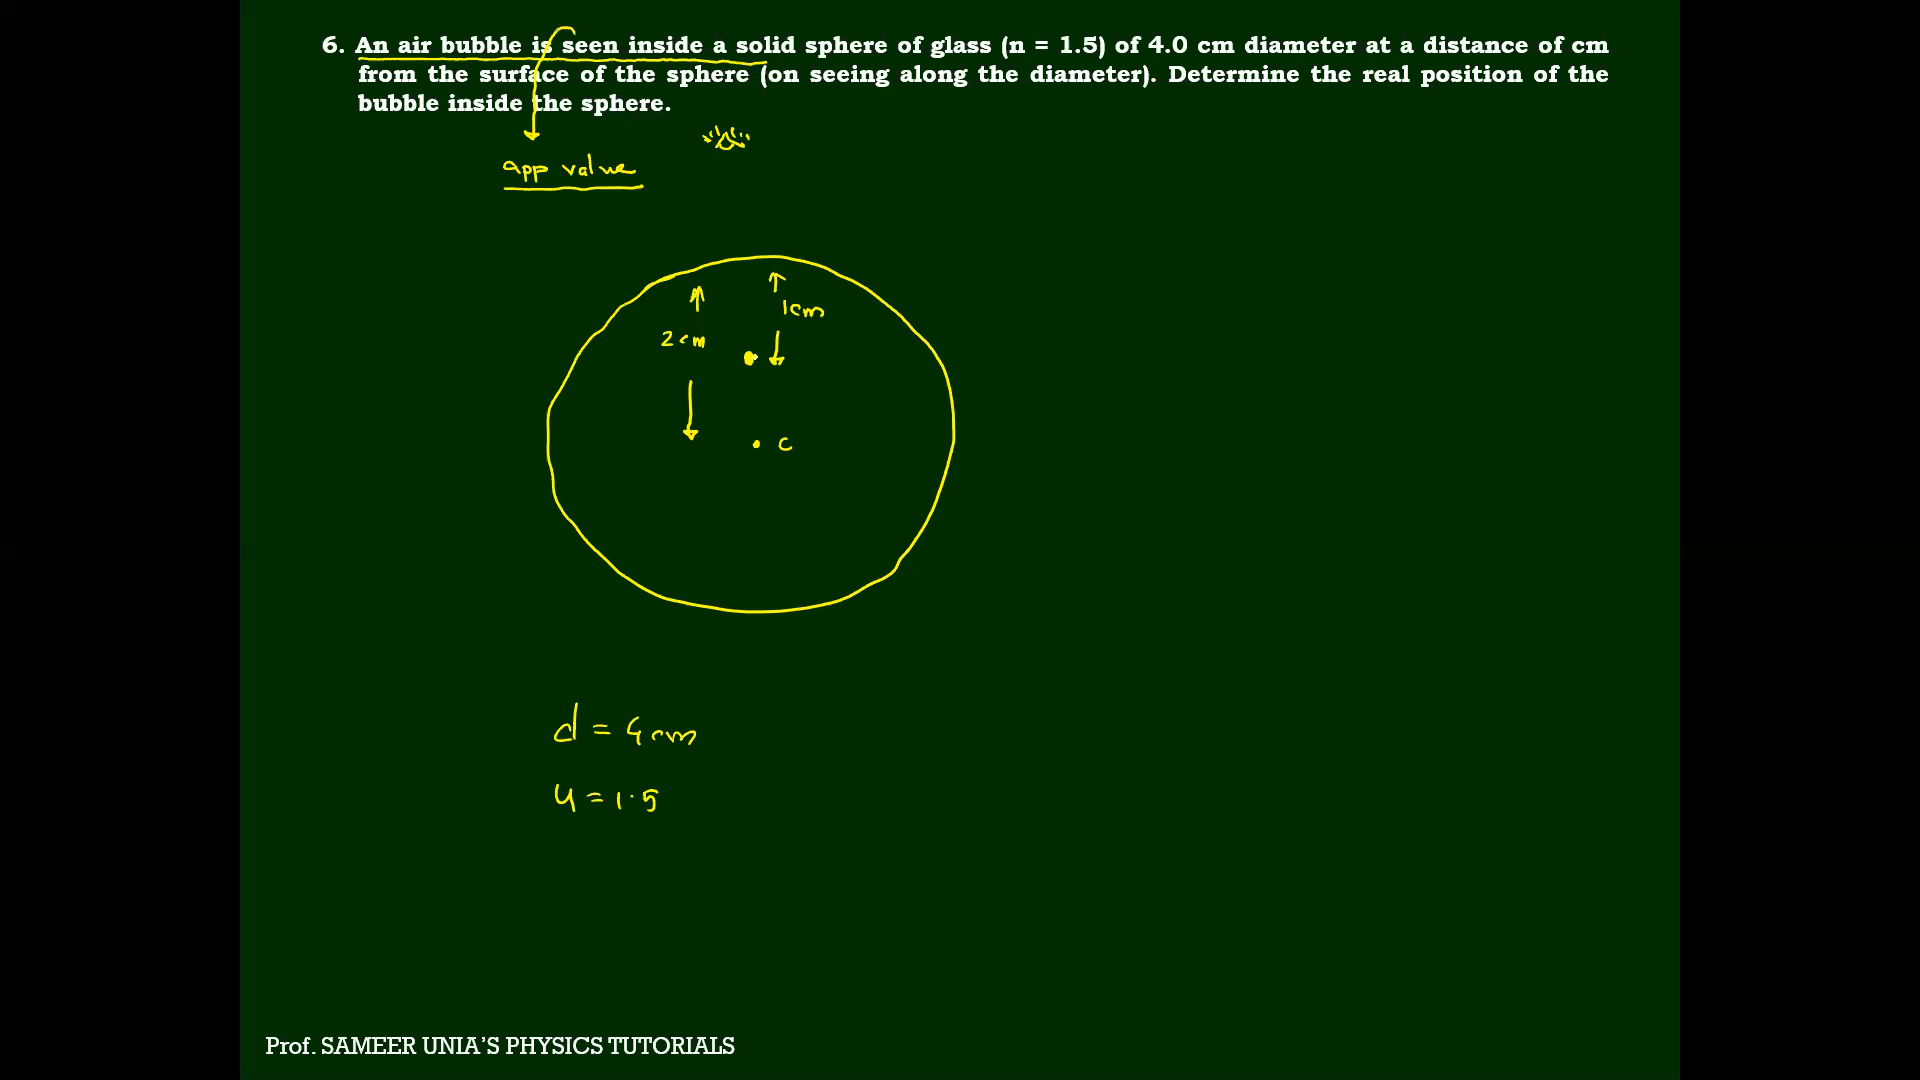 6. An air bubble is seen inside a solid sphere of glass (n = 1.5) of 4.0 cm diameter at a distance of cm
from the surface of the sphere (on seeing along the diameter). Determine the real position of the
bubble inside the sphere.
app value
1cm
2cm
c
d = 4cm
μ = 1.5
Prof. SAMEER UNIA'S PHYSICS TUTORIALS